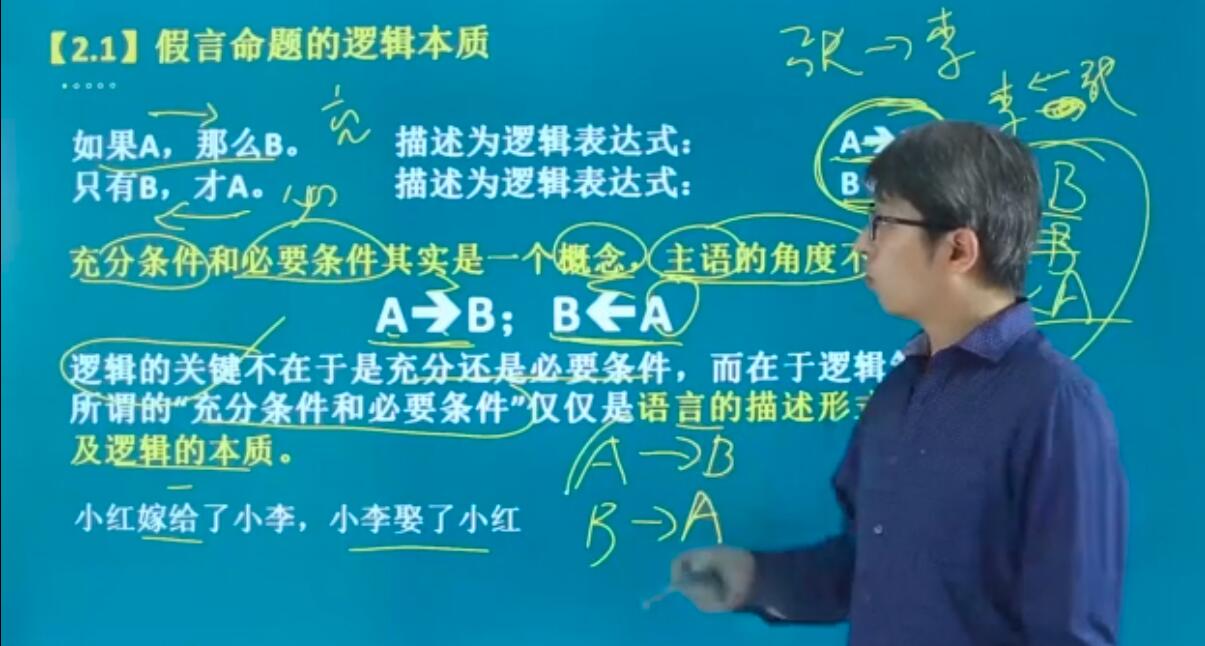 【2.1】假言命题的逻辑本质
张→李
李←张
如果A，那么B。 描述为逻辑表达式： A→
充
只有B，才A。 描述为逻辑表达式： B
B
B
A
充分条件和必要条件其实是一个概念，主语的角度不
A→B；B←A
逻辑的关键不在于是充分还是必要条件，而在于逻辑
所谓的“充分条件和必要条件”仅仅是语言的描述形式
及逻辑的本质。
A→B
小红嫁给了小李，小李娶了小红
B→A